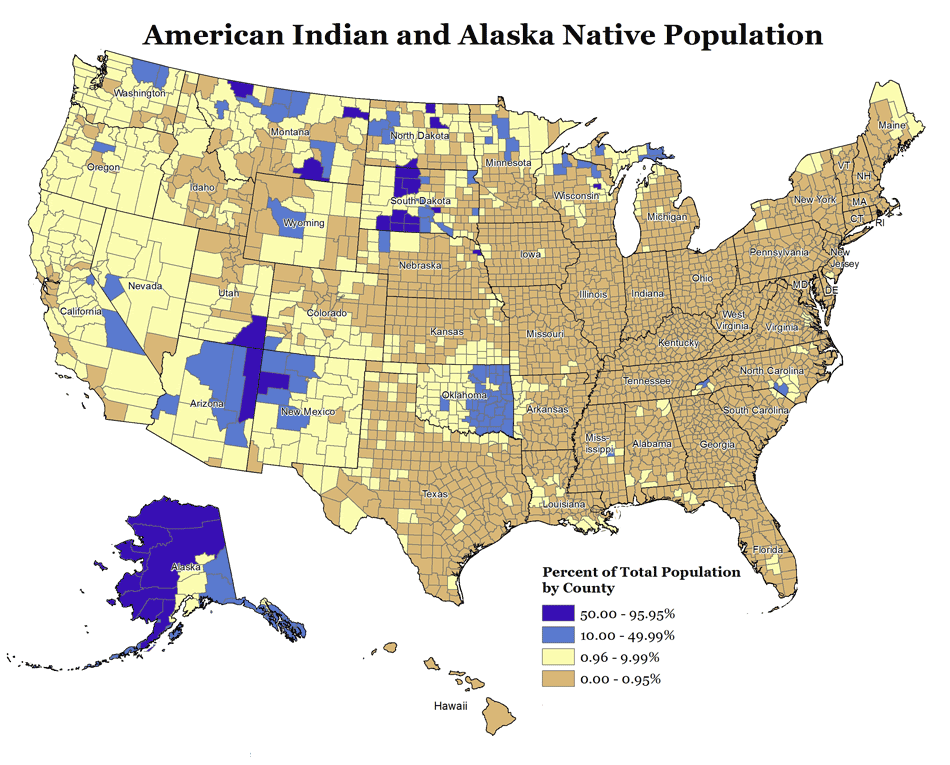 American Indian and Alaska Native Population
Washington
Maine
Montana
North Dakota
Oregon
Minnesota
VT
NH
Idaho
South Dakota
Wisconsin
New York
MA
Wyoming
Michigan
CT
RI
Iowa
Pennsylvania
New
Jersey
Nebraska
Nevada
Ohio
MD
DE
Utah
Illinois
Indiana
California
Colorado
West
Virginia
Virginia
Kansas
Missouri
Kentucky
North Carolina
Tennessee
Oklahoma
Arizona
New Mexico
Arkansas
South Carolina
Miss-
issippi
Alabama
Georgia
Texas
Louisiana
Florida
Alaska
Percent of Total Population
by County
50.00 - 95.95%
10.00 - 49.99%
0.96 - 9.99%
0.00 - 0.95%
Hawaii